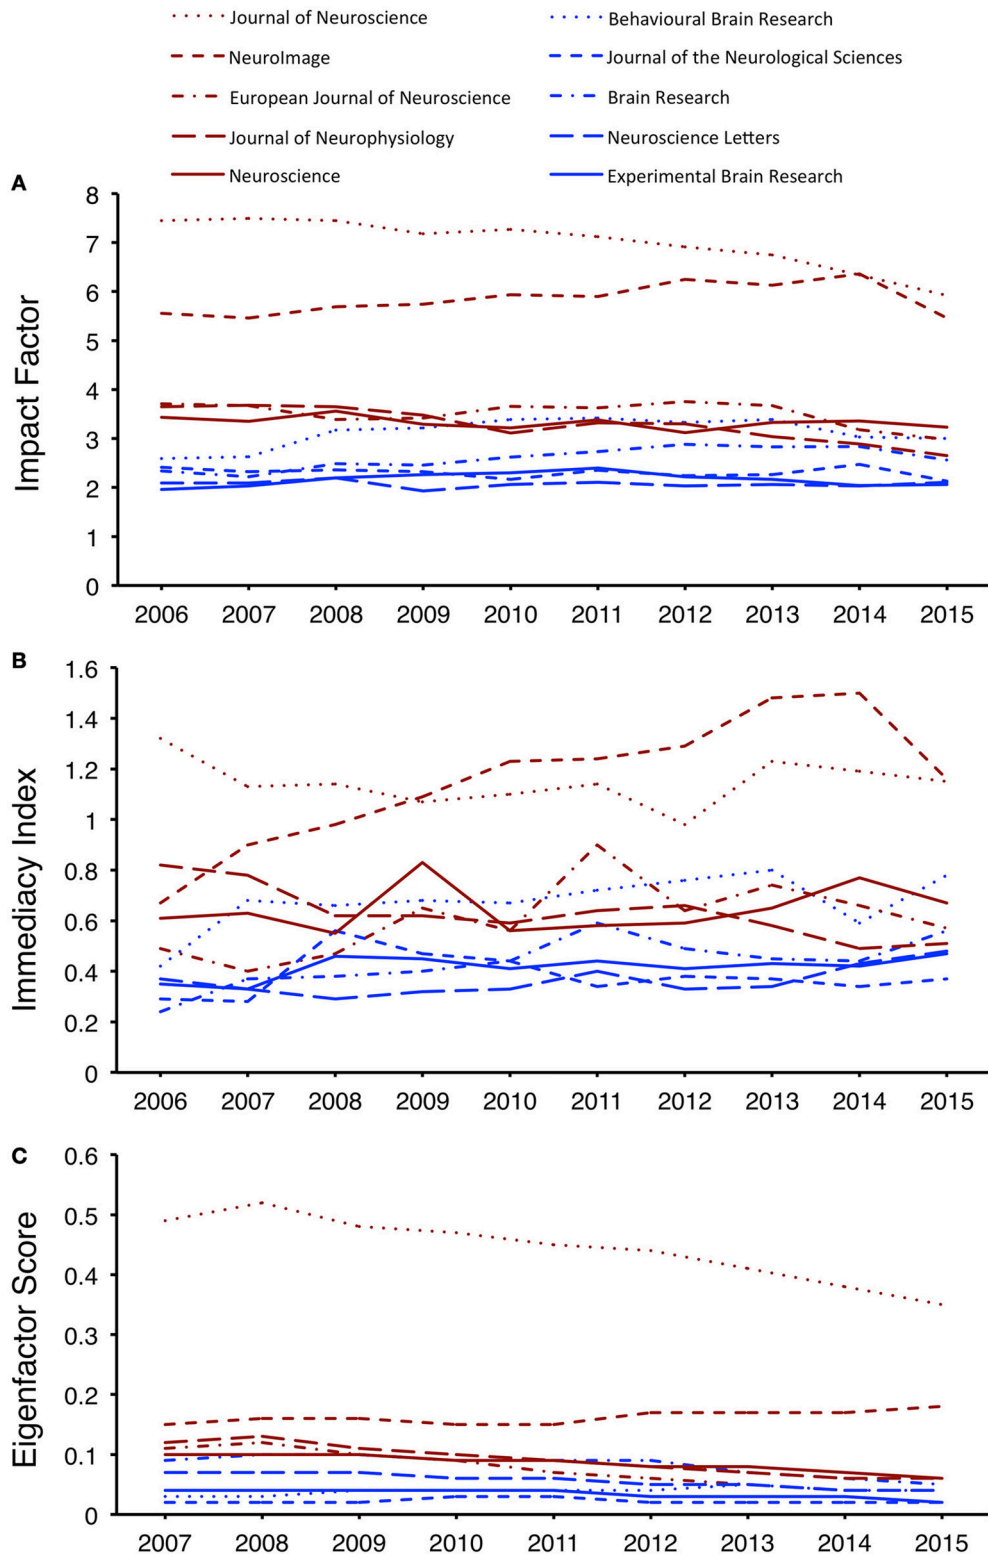 Journal of Neuroscience
Behavioural Brain Research
NeuroImage
Journal of the Neurological Sciences
European Journal of Neuroscience
Brain Research
Journal of Neurophysiology
Neuroscience Letters
Neuroscience
Experimental Brain Research
A
Impact Factor
8
7
6
5
4
3
2
1
0
2006 2007 2008 2009 2010 2011 2012 2013 2014 2015
B
Immediacy Index
1.6
1.4
1.2
1
0.8
0.6
0.4
0.2
0
2006 2007 2008 2009 2010 2011 2012 2013 2014 2015
C
Eigenfactor Score
0.6
0.5
0.4
0.3
0.2
0.1
0
2007 2008 2009 2010 2011 2012 2013 2014 2015